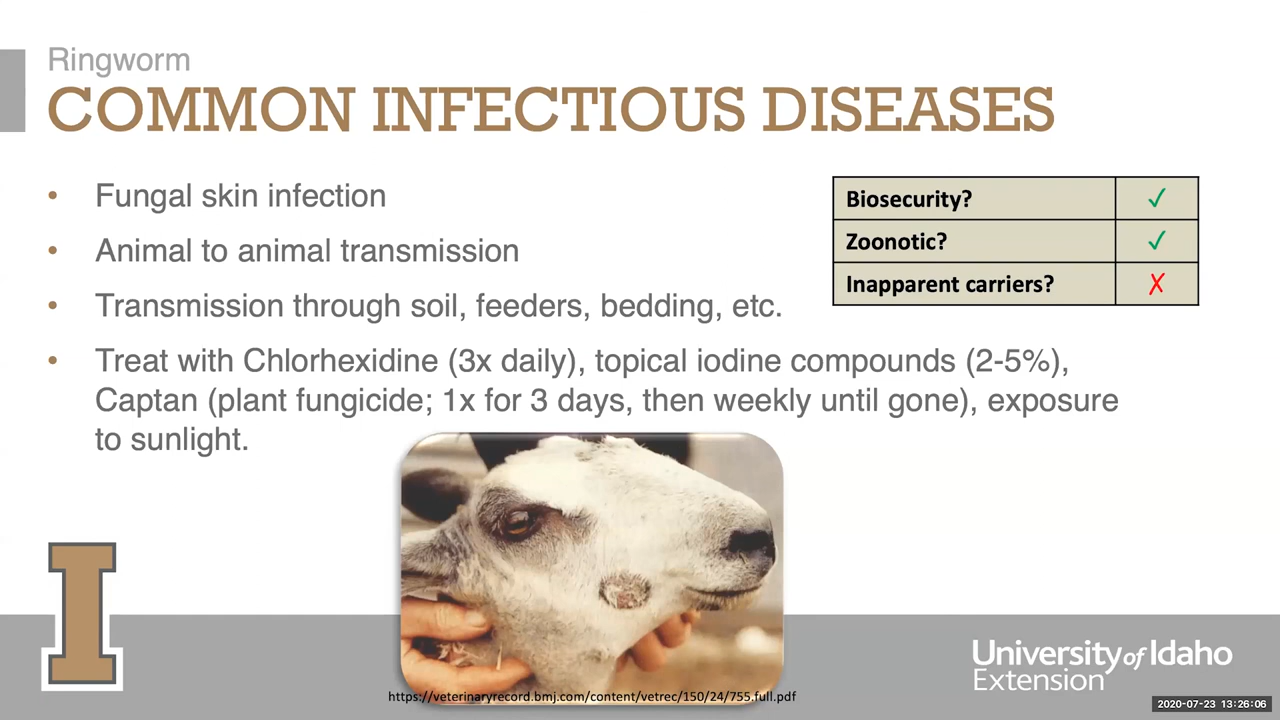 Ringworm
COMMON INFECTIOUS DISEASES
• Fungal skin infection
• Animal to animal transmission
• Transmission through soil, feeders, bedding, etc.
• Treat with Chlorhexidine (3x daily), topical iodine compounds (2-5%),
Captan (plant fungicide; 1x for 3 days, then weekly until gone), exposure
to sunlight.
Biosecurity? ✓
Zoonotic? ✓
Inapparent carriers? ✗
I
https://veterinaryrecord.bmj.com/content/vetrec/150/24/755.full.pdf
University of Idaho
Extension
2020-07-23 13:26:06